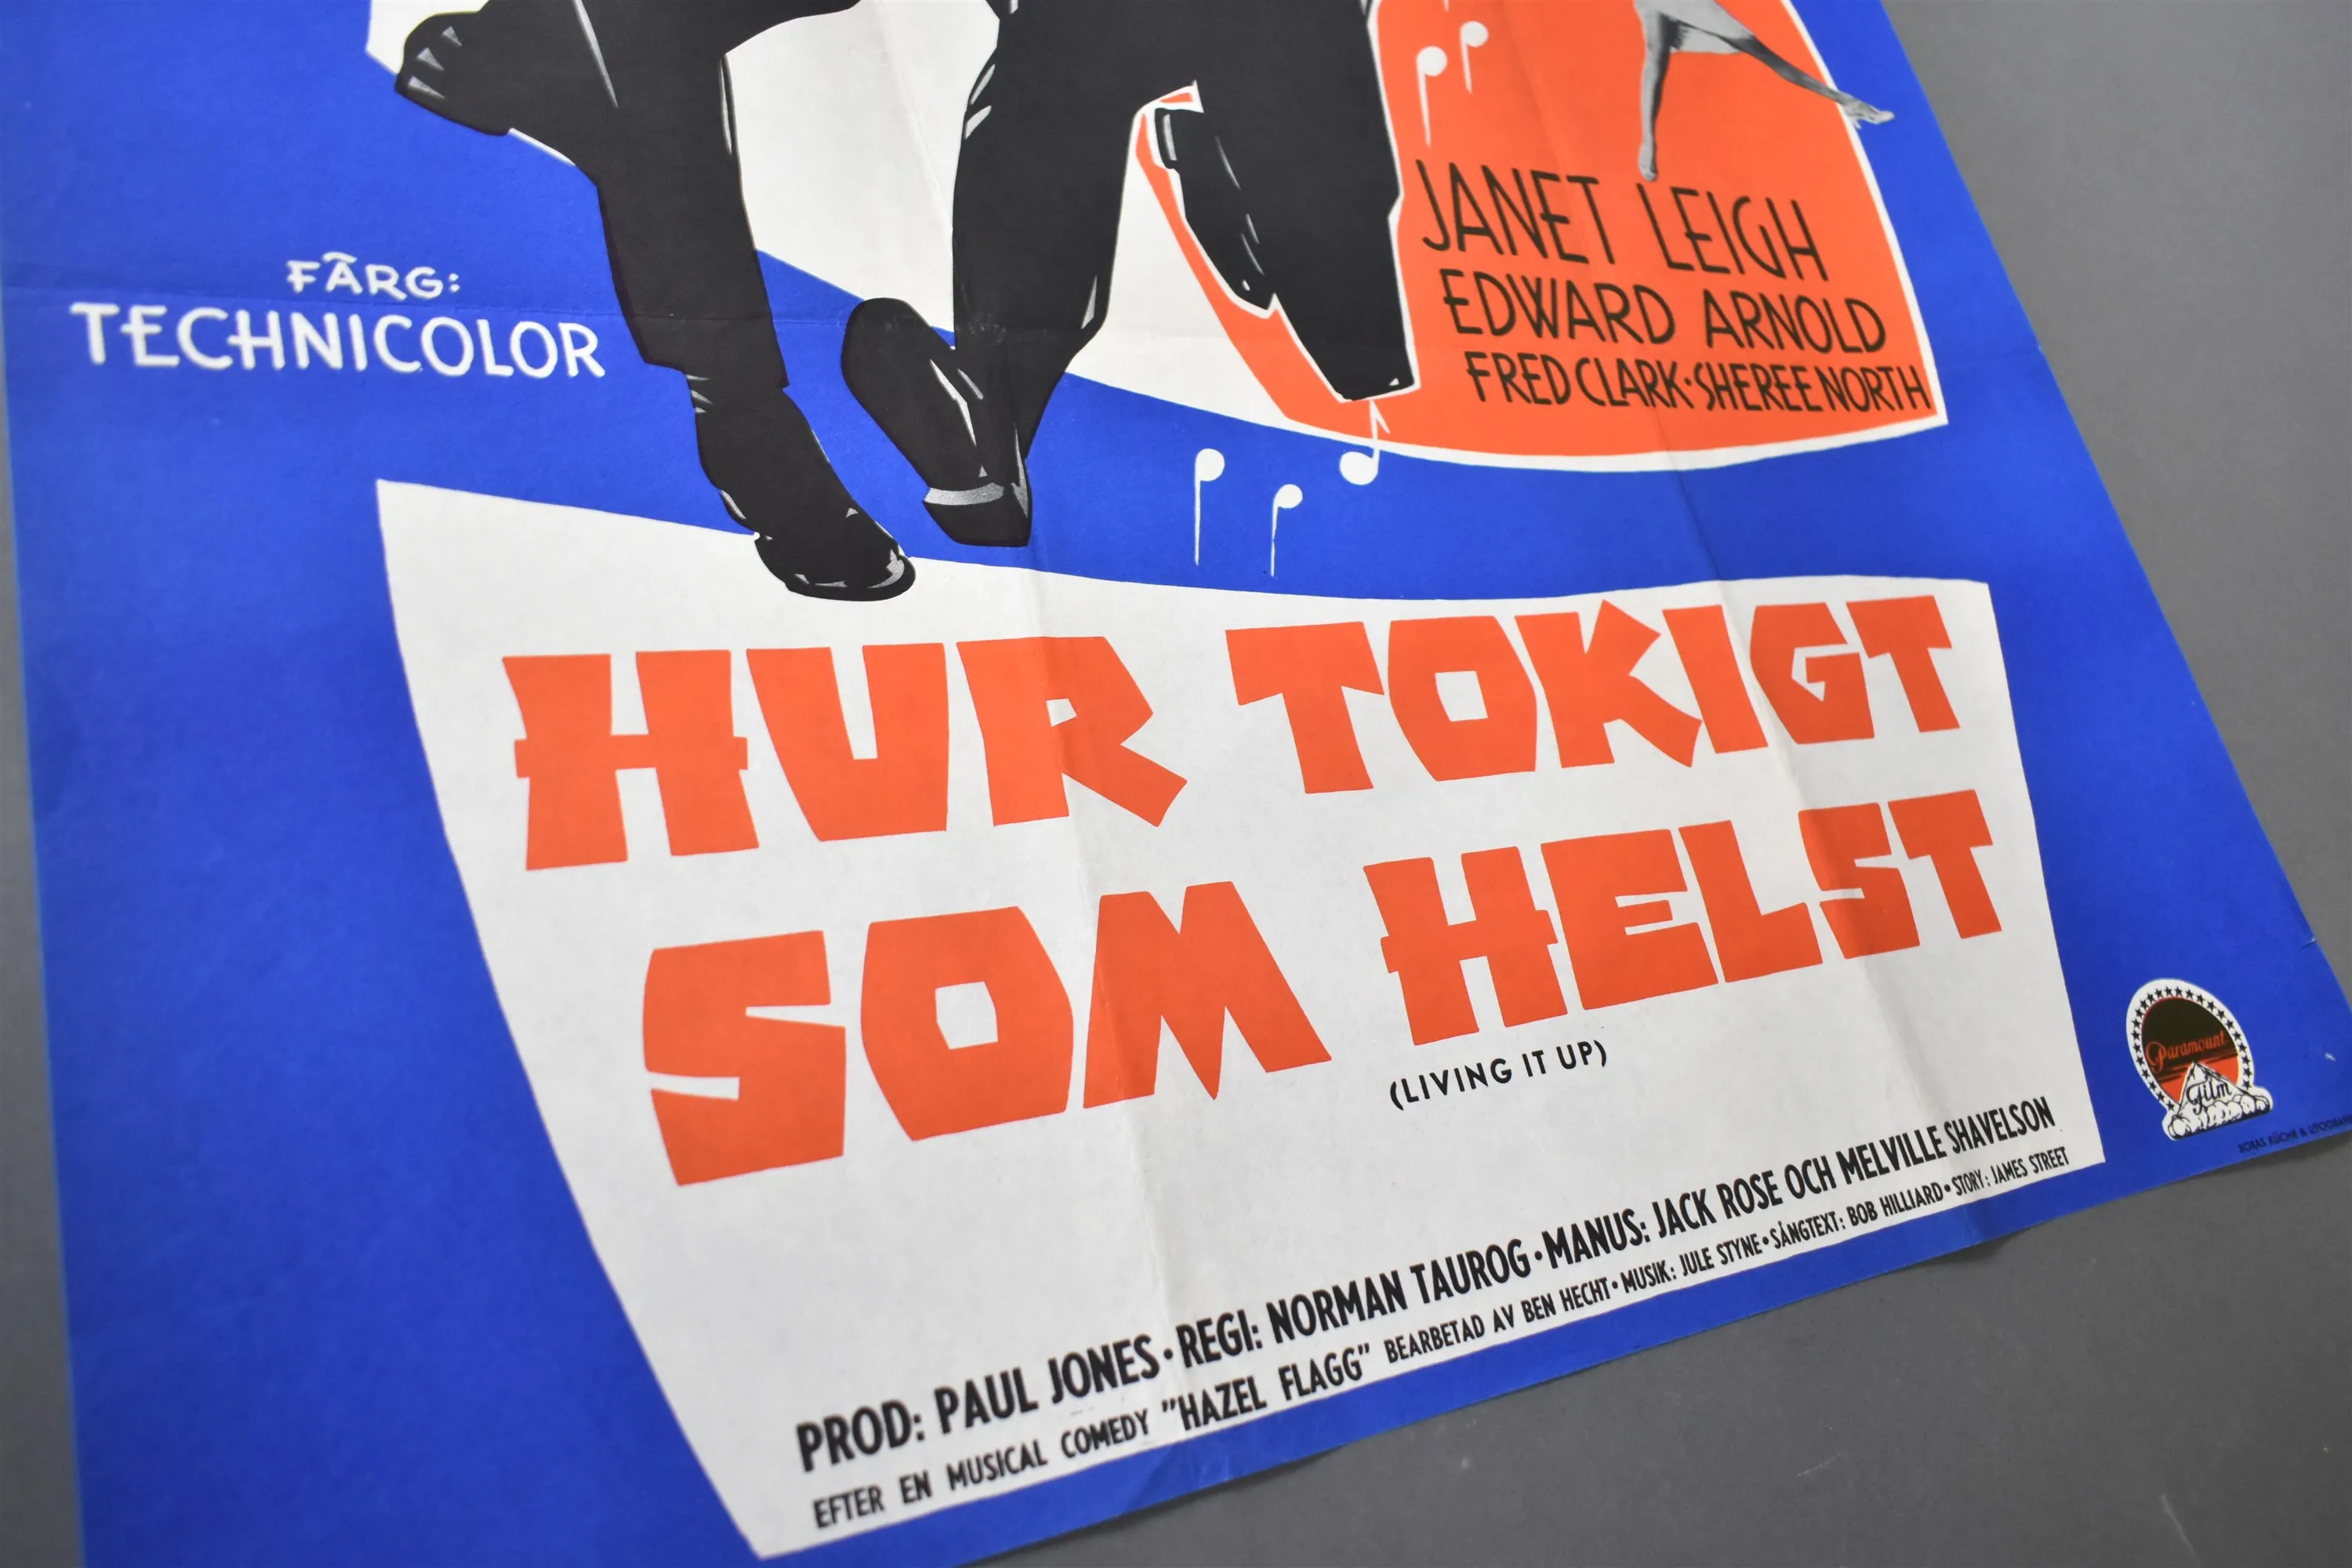 FÄRG:
TECHNICOLOR
JANET LEIGH
EDWARD ARNOLD
FRED CLARK · SHEREE NORTH
HUR TOKIGT
SOM HELST
(LIVING IT UP)
PROD: PAUL JONES · REGI: NORMAN TAUROG · MANUS: JACK ROSE OCH MELVILLE SHAVELSON
EFTER EN MUSICAL COMEDY "HAZEL FLAGG" BEARBETAD AV BEN HECHT • MUSIK: JULE STYNE • SÅNGTEXT: BOB HILLIARD • STORY: JAMES STREET
Paramount
Film